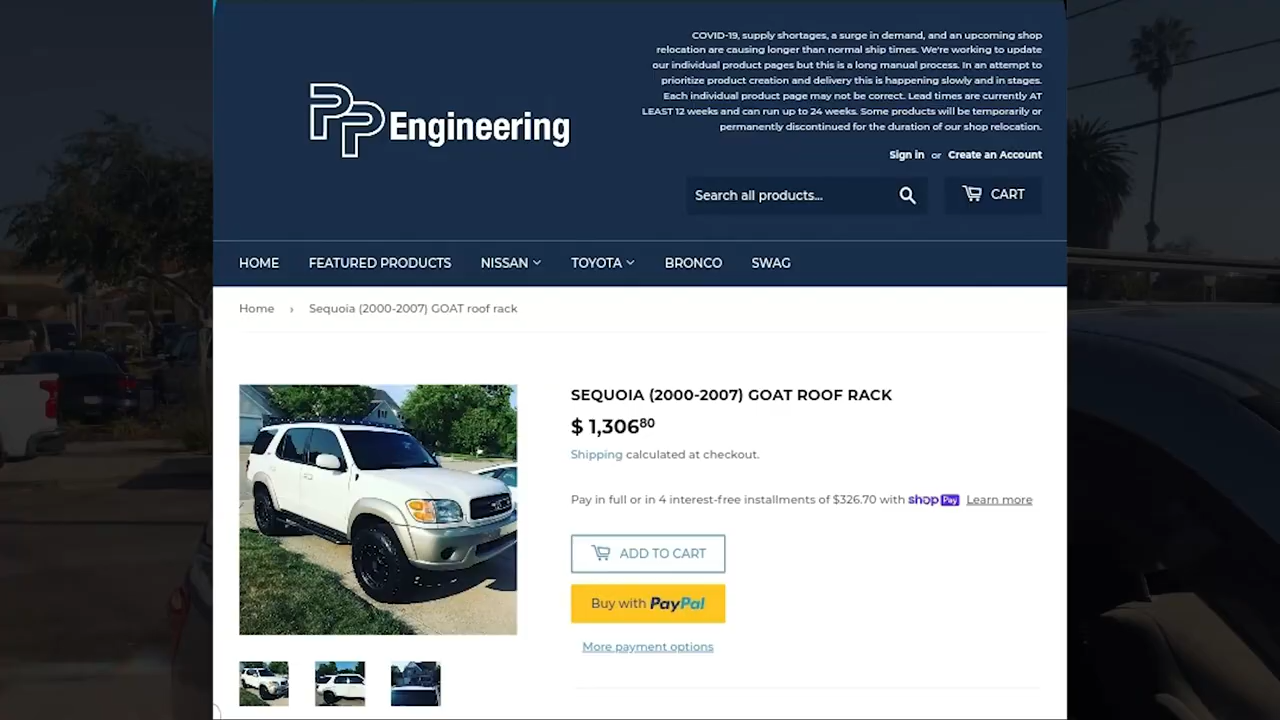 COVID-19, supply shortages, a surge in demand, and an upcoming shop
relocation are causing longer than normal ship times. We're working to update
our individual product pages but this is a long manual process. In an attempt to
prioritize product creation and delivery this is happening slowly and in stages.
Each individual product page may not be correct. Lead times are currently AT
LEAST 12 weeks and can run up to 24 weeks. Some products will be temporarily or
permanently discontinued for the duration of our shop relocation.
PP Engineering
Sign in or Create an Account
Search all products... CART
HOME FEATURED PRODUCTS NISSAN TOYOTA BRONCO SWAG
Home › Sequoia (2000-2007) GOAT roof rack
SEQUOIA (2000-2007) GOAT ROOF RACK
$ 1,30680
Shipping calculated at checkout.
Pay in full or in 4 interest-free installments of $326.70 with shop Pay Learn more
ADD TO CART
Buy with PayPal
More payment options